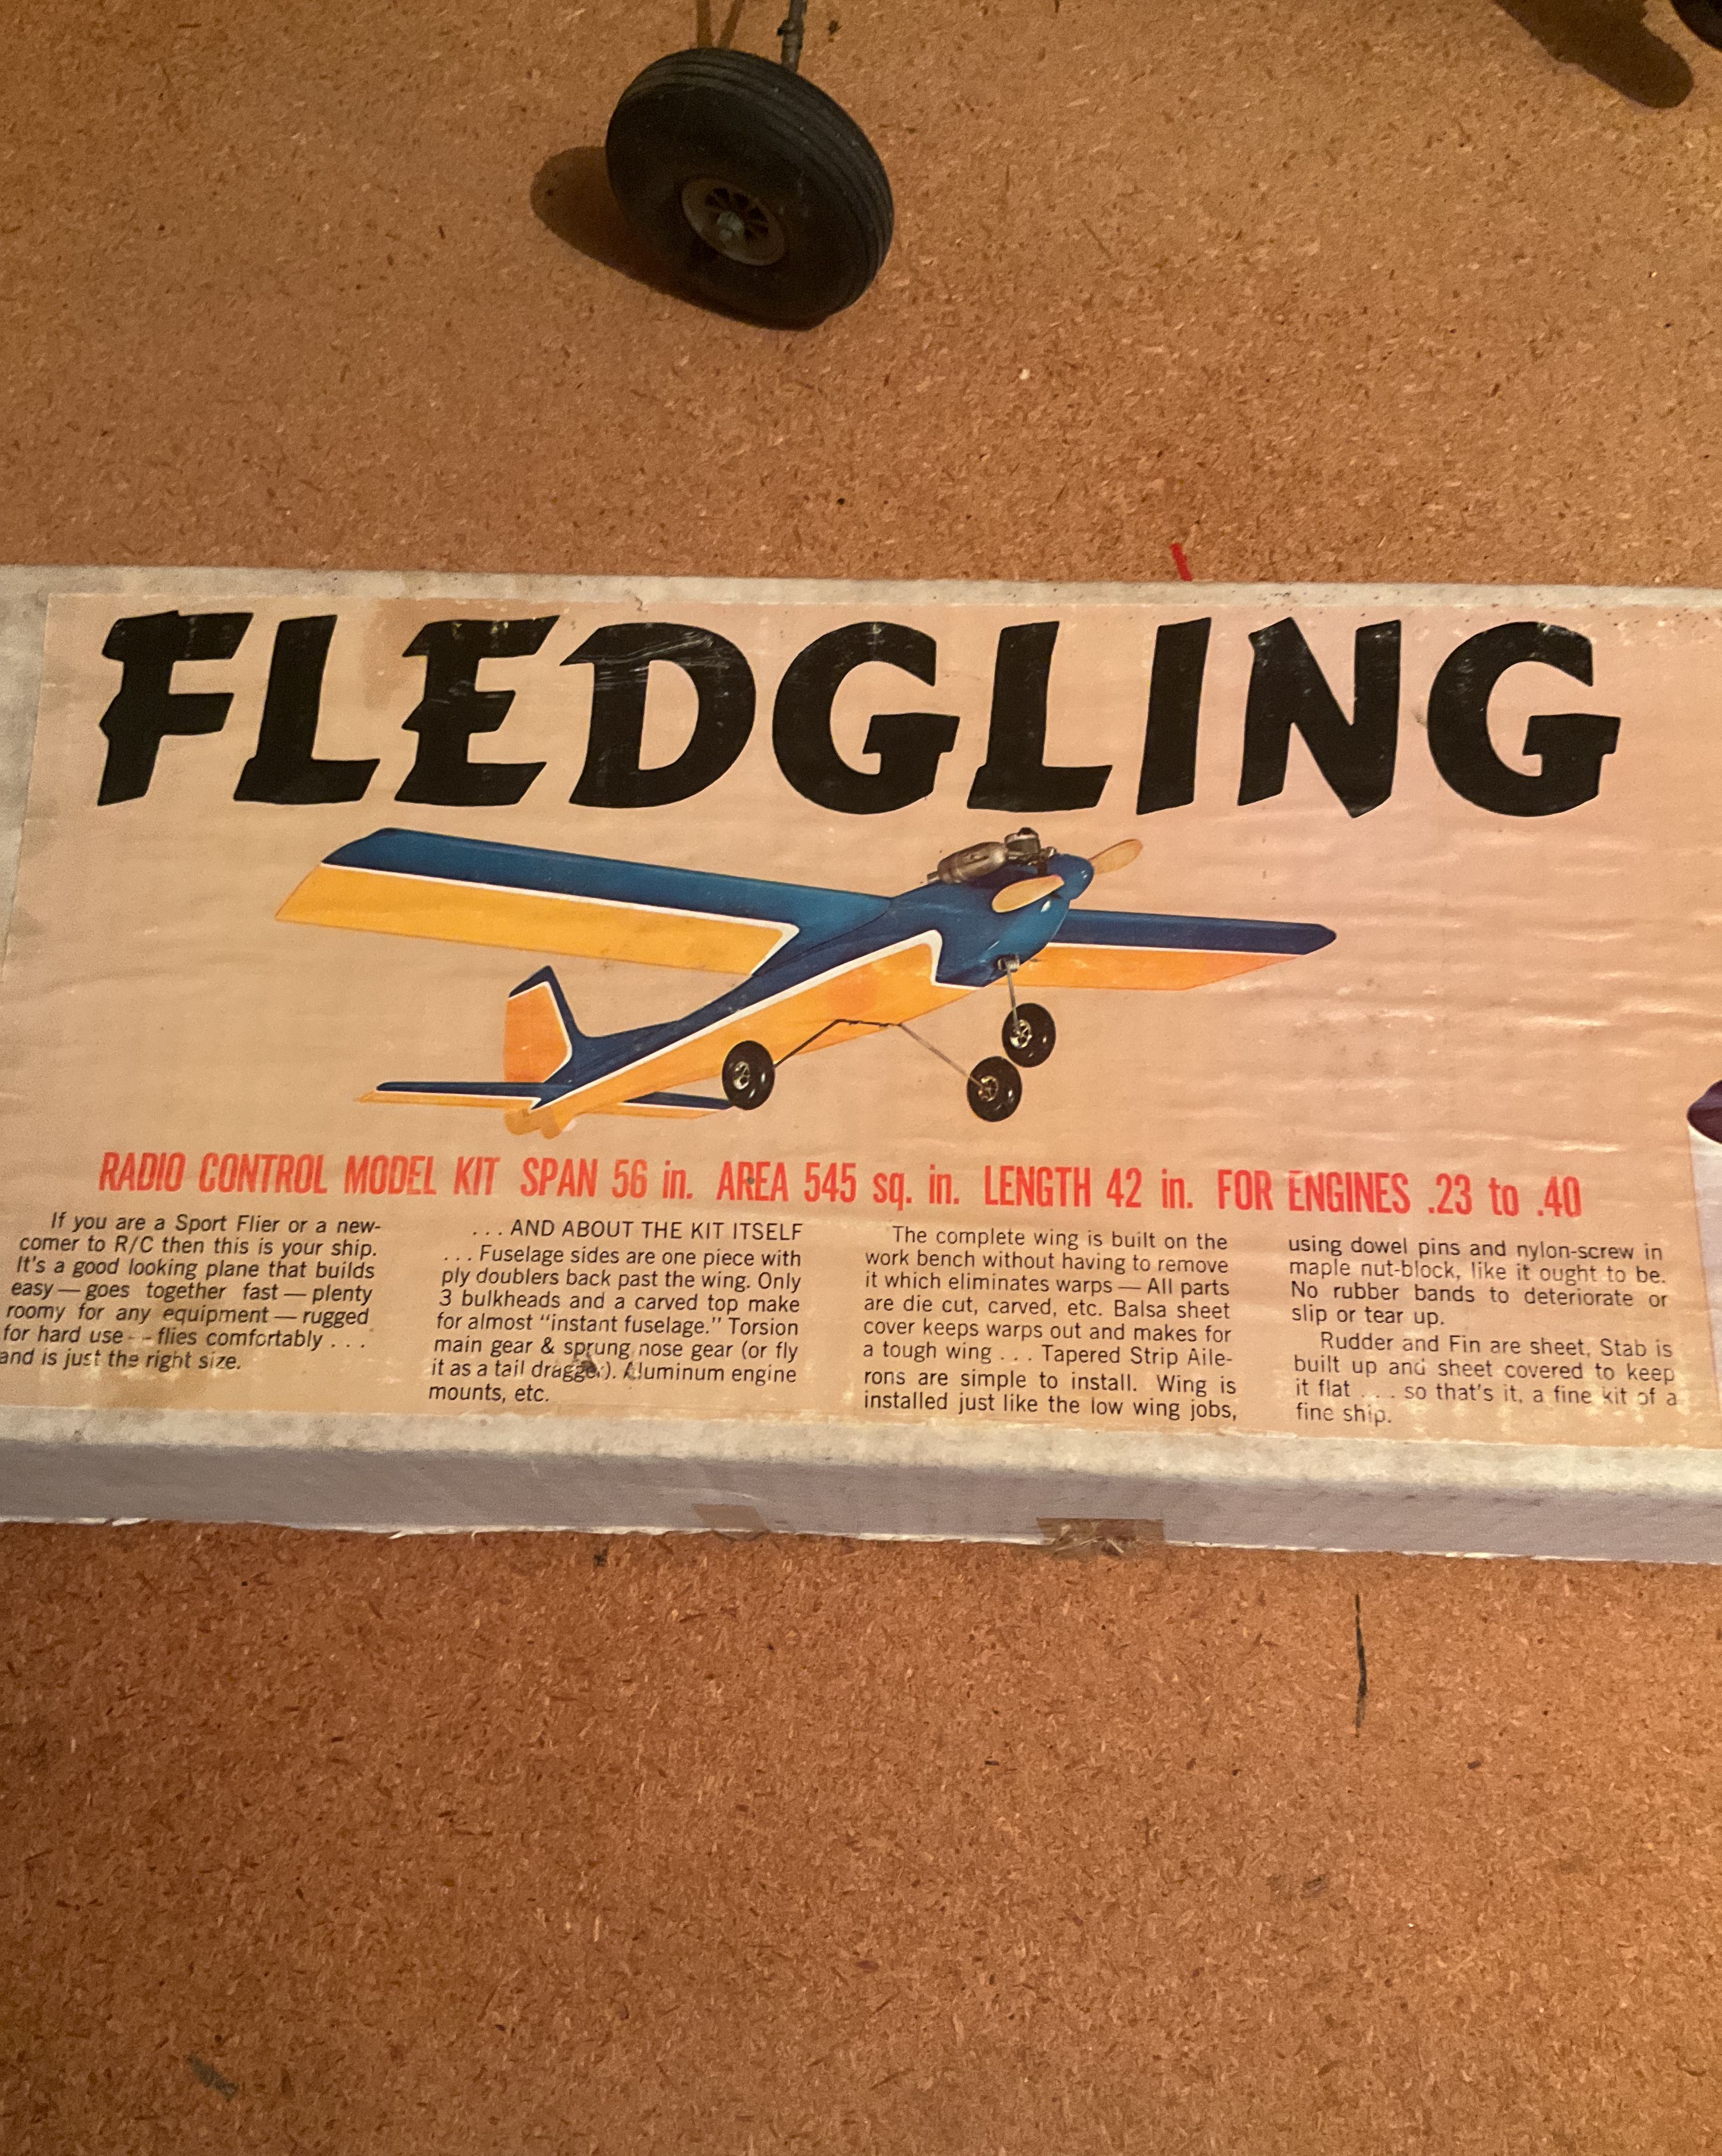 FLEDGLING
RADIO CONTROL MODEL KIT SPAN 56 in. AREA 545 sq. in. LENGTH 42 in. FOR ENGINES .23 to .40
If you are a Sport Flier or a new-
comer to R/C then this is your ship.
It's a good looking plane that builds
easy — goes together fast — plenty
roomy for any equipment — rugged
for hard use - - flies comfortably . . .
and is just the right size.
. . . AND ABOUT THE KIT ITSELF
. . . Fuselage sides are one piece with
ply doublers back past the wing. Only
3 bulkheads and a carved top make
for almost "instant fuselage." Torsion
main gear & sprung nose gear (or fly
it as a tail dragger). Aluminum engine
mounts, etc.
The complete wing is built on the
work bench without having to remove
it which eliminates warps — All parts
are die cut, carved, etc. Balsa sheet
cover keeps warps out and makes for
a tough wing . . . Tapered Strip Aile-
rons are simple to install. Wing is
installed just like the low wing jobs,
using dowel pins and nylon-screw in
maple nut-block, like it ought to be.
No rubber bands to deteriorate or
slip or tear up.
Rudder and Fin are sheet, Stab is
built up and sheet covered to keep
it flat . . . so that's it, a fine kit of a
fine ship.